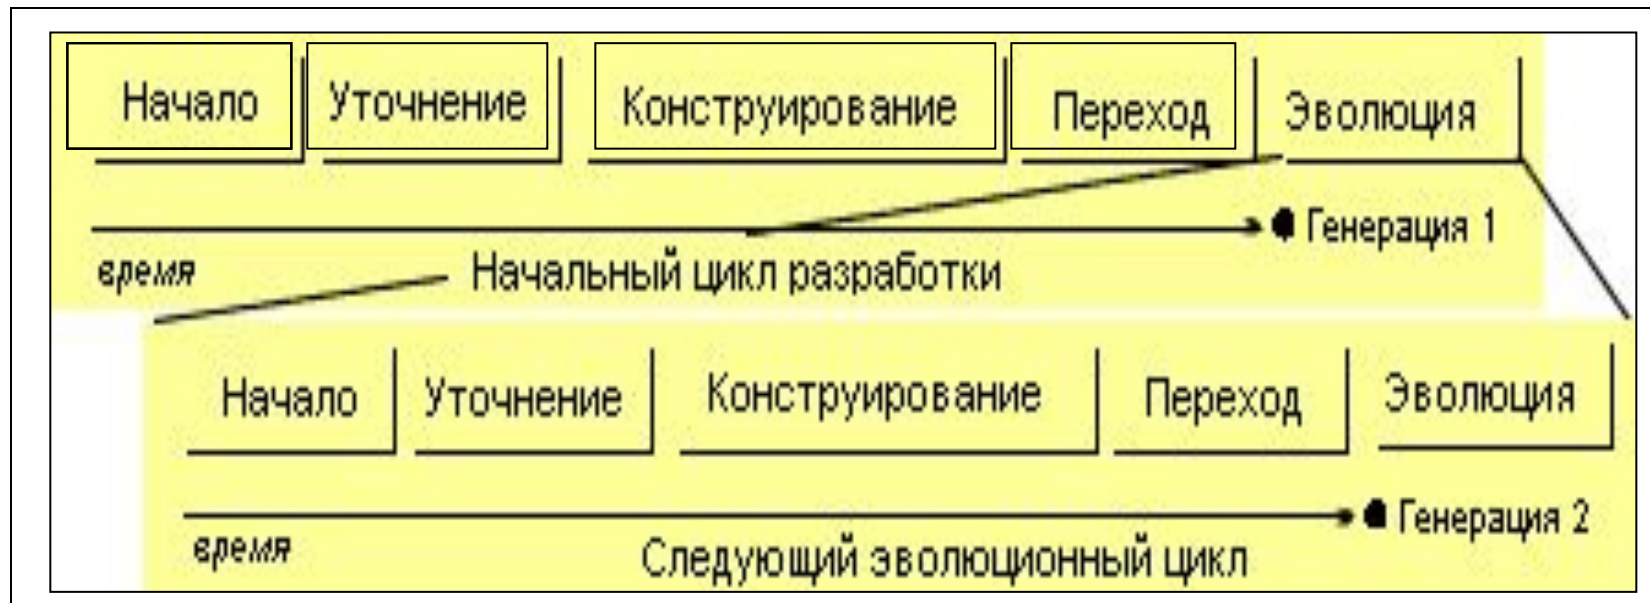 Начало Уточнение Конструирование Переход Эволюция
Генерация 1
время Начальный цикл разработки
Начало Уточнение Конструирование Переход Эволюция
Генерация 2
время Следующий эволюционный цикл